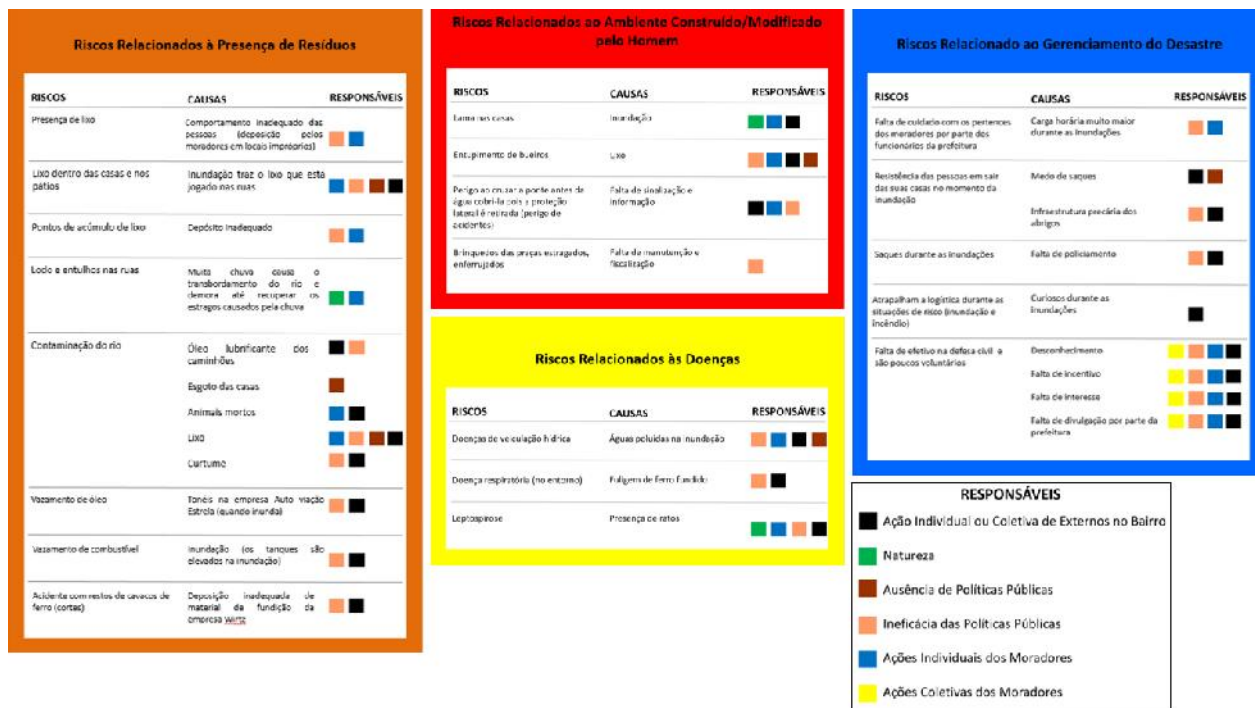 Riscos Relacionados à Presença de Resíduos
RISCOS CAUSAS RESPONSÁVEIS
Presença de lixo
Comportamento inadequado das
pessoas (deposição pelos
moradores em locais impróprios)
Lixo dentro das casas e nos
pátios
Inundação traz o lixo que esta
jogado nas ruas
Pontos de acúmulo de lixo
Depósito Inadequado
Lodo e entulhos nas ruas
Muita chuva causa o
transbordamento do rio e
demora até recuperar os
estragos causados pela chuva
Contaminação do rio
Óleo lubrificante dos
caminhões
Esgoto das casas
Animais mortos
Lixo
Curtume
Vazamento de óleo
Tonéis na empresa Auto viação
Estrela (quando inunda)
Vazamento de combustível
Inundação (os tanques são
elevados na inundação)
Acidente com restos de cavacos de
ferro (cortes)
Deposição inadequada de
material da fundição da
empresa Wirtz
Riscos Relacionados ao Ambiente Construído/Modificado
pelo Homem
RISCOS CAUSAS RESPONSÁVEIS
Lama nas casas
Inundação
Entupimento de bueiros
Lixo
Perigo ao cruzar a ponte antes da
água cobri-la pois a proteção
lateral é retirada (perigo de
acidentes)
Falta de sinalização e
informação
Brinquedos das praças estragados,
enferrujados
Falta de manutenção e
fiscalização
Riscos Relacionados às Doenças
RISCOS CAUSAS RESPONSÁVEIS
Doenças de veiculação hídrica
Águas poluídas na inundação
Doença respiratória (no entorno)
Fuligem de ferro fundido
Leptospirose
Presença de ratos
Riscos Relacionado ao Gerenciamento do Desastre
RISCOS CAUSAS RESPONSÁVEIS
Falta de cuidado com os pertences
dos moradores por parte dos
funcionários da prefeitura
Carga horária muito maior
durante as inundações
Resistência das pessoas em sair
das suas casas no momento da
inundação
Medo de saques
Infraestrutura precária dos
abrigos
Saques durante as inundações
Falta de policiamento
Atrapalham a logística durante as
situações de risco (inundação e
incêndio)
Curiosos durante as
inundações
Falta de efetivo na defesa civil e
são poucos voluntários
Desconhecimento
Falta de incentivo
Falta de interesse
Falta de divulgação por parte da
prefeitura
RESPONSÁVEIS
Ação Individual ou Coletiva de Externos no Bairro
Natureza
Ausência de Políticas Públicas
Ineficácia das Políticas Públicas
Ações Individuais dos Moradores
Ações Coletivas dos Moradores